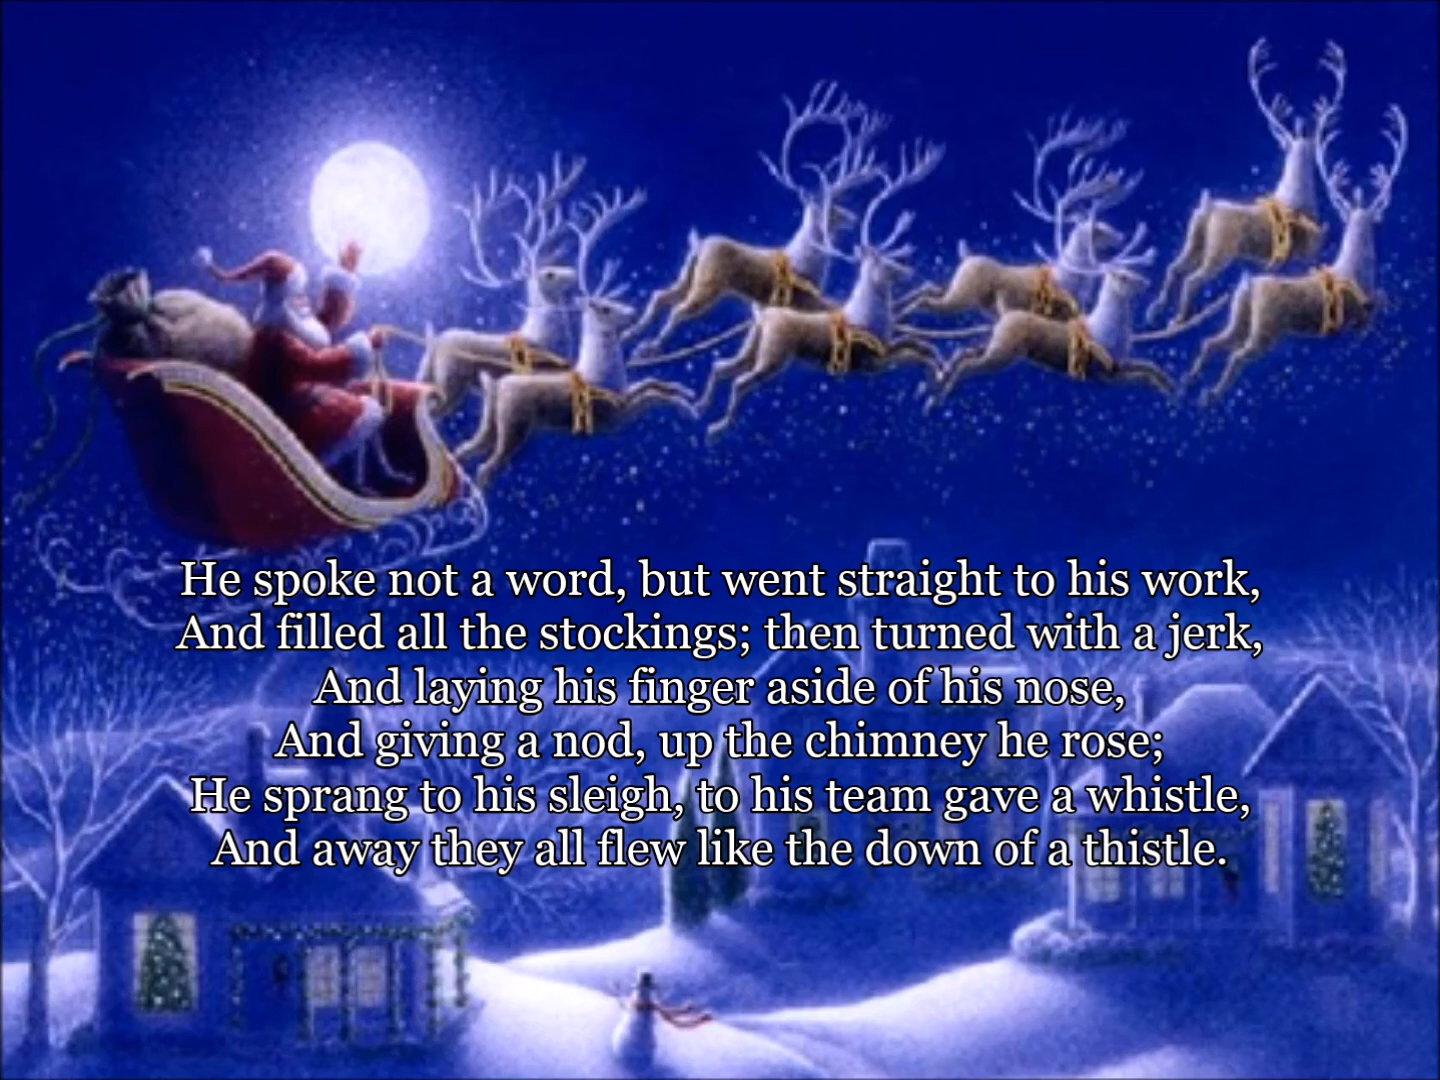 He spoke not a word, but went straight to his work,
And filled all the stockings; then turned with a jerk,
And laying his finger aside of his nose,
And giving a nod, up the chimney he rose;
He sprang to his sleigh, to his team gave a whistle,
And away they all flew like the down of a thistle.